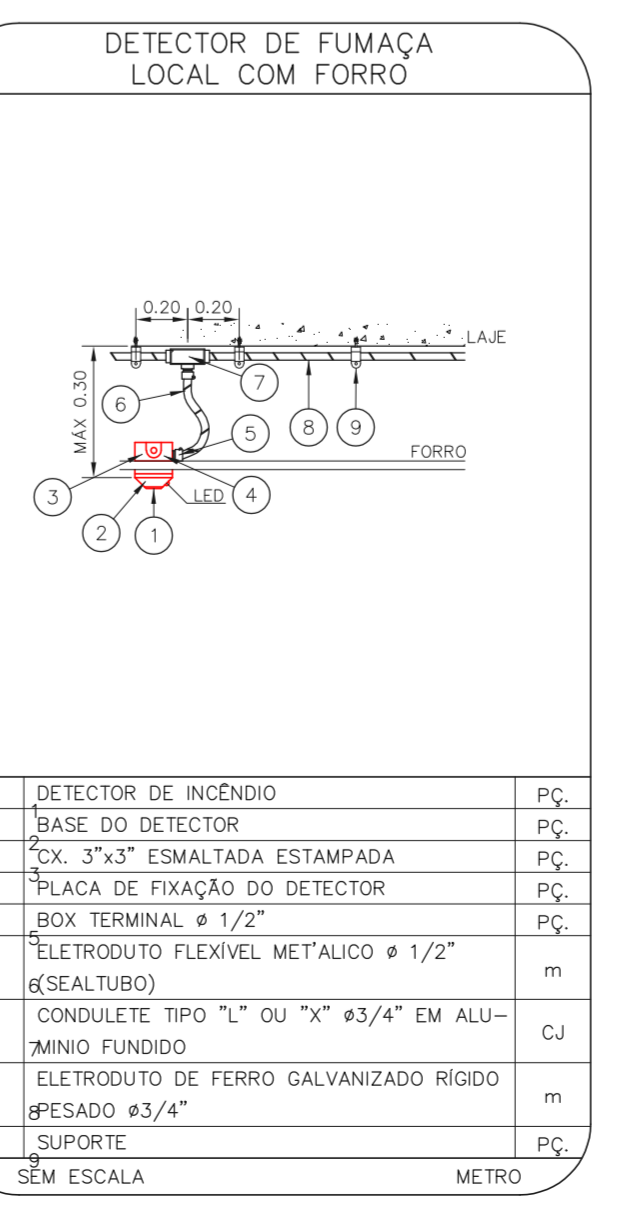 DETECTOR DE FUMAÇA
LOCAL COM FORRO
0.20 0.20
LAJE
MÁX 0.30
7
6
5
8
9
FORRO
3
LED
4
2
1
DETECTOR DE INCÊNDIO PÇ.
1
BASE DO DETECTOR PÇ.
2
CX. 3"x3" ESMALTADA ESTAMPADA PÇ.
3
PLACA DE FIXAÇÃO DO DETECTOR PÇ.
BOX TERMINAL ø 1/2" PÇ.
5
ELETRODUTO FLEXÍVEL MET'ALICO ø 1/2"
6 (SEALTUBO) m
CONDULETE TIPO "L" OU "X" ø3/4" EM ALU-
7 MINIO FUNDIDO CJ
ELETRODUTO DE FERRO GALVANIZADO RÍGIDO
8 PESADO ø3/4" m
SUPORTE PÇ.
9
SEM ESCALA METRO